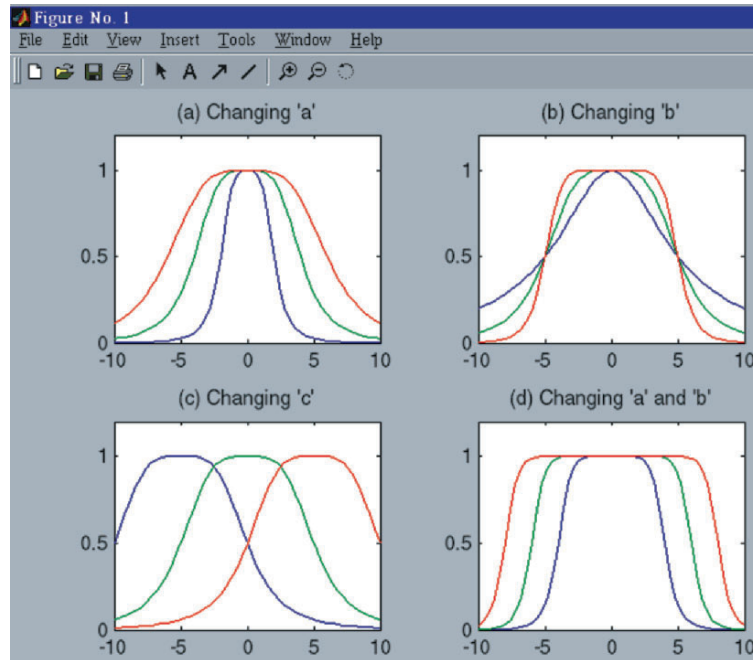 Figure No. 1
File Edit View Insert Tools Window Help
A
(a) Changing 'a'
(b) Changing 'b'
1
0.5
0
-10 -5 0 5 10
1
0.5
0
-10 -5 0 5 10
(c) Changing 'c'
(d) Changing 'a' and 'b'
1
0.5
0
-10 -5 0 5 10
1
0.5
0
-10 -5 0 5 10